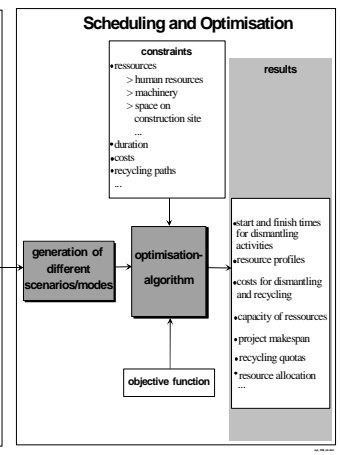 Scheduling and Optimisation
constraints
•ressources
> human resources
> machinery
> space on
construction site
...
•duration
•costs
•recycling paths
...
results
generation of
different
scenarios/modes
optimisation-
algorithm
•start and finish times
for dismantling
activities
•resource profiles
•costs for dismantling
and recycling
•capacity of ressources
•project makespan
•recycling quotas
•resource allocation
...
objective function